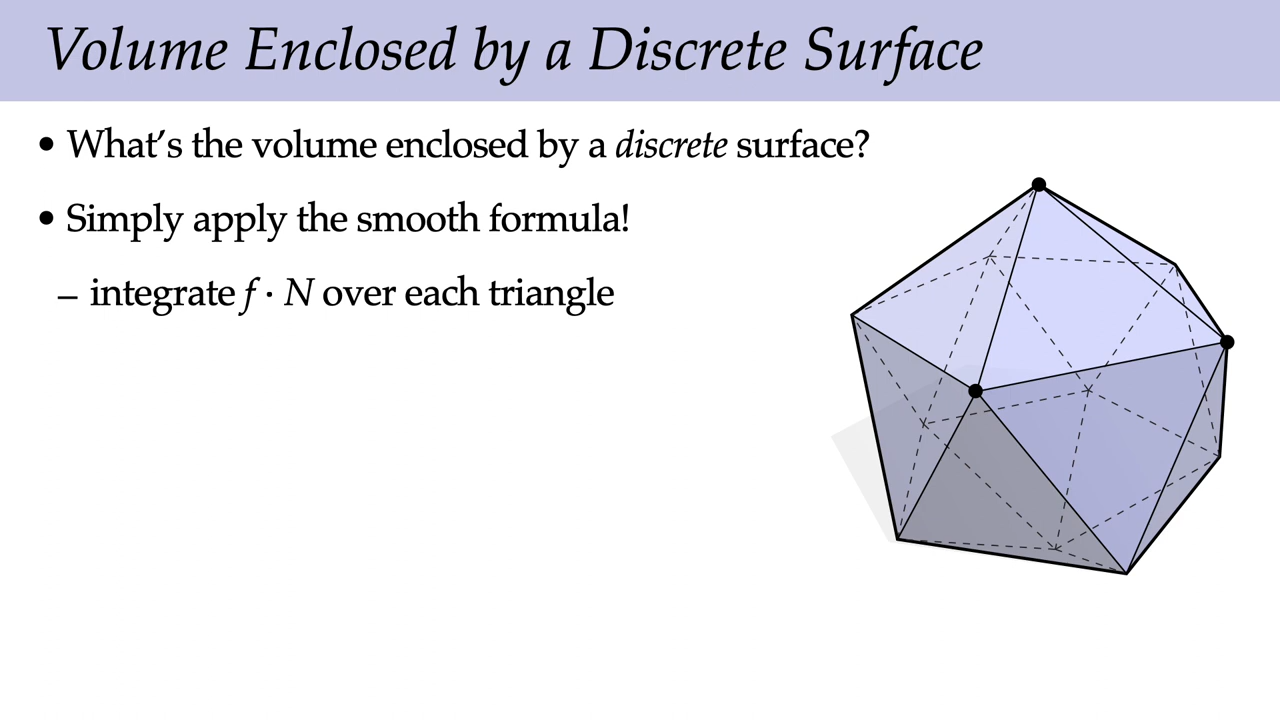 Volume Enclosed by a Discrete Surface
• What's the volume enclosed by a discrete surface?
• Simply apply the smooth formula!
– integrate f · N over each triangle